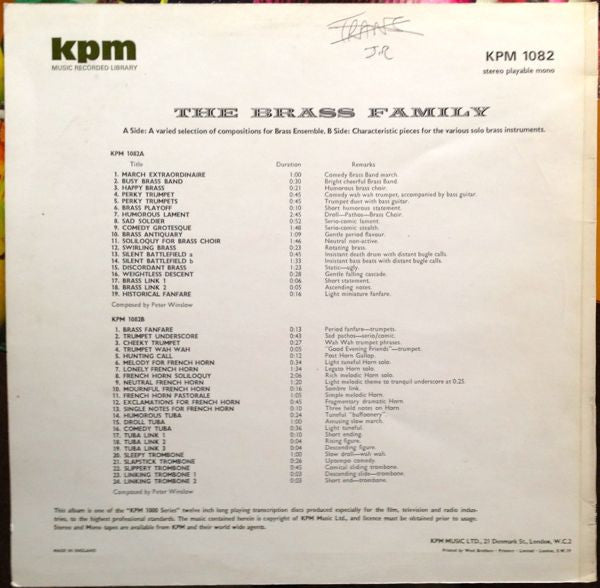 kpm
MUSIC RECORDED LIBRARY
TRANE
J.R
KPM 1082
stereo playable mono
THE BRASS FAMILY
A Side: A varied selection of compositions for Brass Ensemble. B Side: Characteristic pieces for the various solo brass instruments.
KPM 1082A
Title Duration Remarks
1. MARCH EXTRAORDINAIRE 1:00 Comedy Brass Band march.
2. BUSY BRASS BAND 0:30 Bright cheerful Brass Band.
3. HAPPY BRASS 0:21 Humorous brass choir.
4. PERKY TRUMPET 0:45 Comedy wah wah trumpet, accompanied by bass guitar.
5. PERKY TRUMPETS 0:45 Trumpet duet with bass guitar.
6. BRASS PLAYOFF 0:10 Short humorous statement.
7. HUMOROUS LAMENT 2:45 Droll—Pathos—Brass Choir.
8. SAD SOLDIER 0:52 Serio-comic lament.
9. COMEDY GROTESQUE 1:48 Serio-comic stealth.
10. BRASS ANTIQUARY 1:09 Gentle period flavour.
11. SOLILOQUY FOR BRASS CHOIR 1:46 Neutral non-active.
12. SWIRLING BRASS 0:23 Rotating brass.
13. SILENT BATTLEFIELD a 0:45 Insistent death drum with distant bugle calls.
14. SILENT BATTLEFIELD b 1:33 Insistent bass beats with distant bugle calls.
15. DISCORDANT BRASS 1:23 Static—ugly.
16. WEIGHTLESS DESCENT 0:28 Gentle falling cascade.
17. BRASS LINK 1 0:06 Short statement.
18. BRASS LINK 2 0:05 Ascending notes.
19. HISTORICAL FANFARE 0:16 Light miniature fanfare.
Composed by Peter Winslow
KPM 1082B
1. BRASS FANFARE 0:13 Period fanfare—trumpets.
2. TRUMPET UNDERSCORE 0:43 Sad pathos—serio/comic.
3. CHEEKY TRUMPET 0:27 Wah Wah trumpet phrases.
4. TRUMPET WAH WAH 0:05 "Good Evening Friends"—trumpet.
5. HUNTING CALL 0:12 Post Horn Gallop.
6. MELODY FOR FRENCH HORN 0:34 Light tuneful Horn solo.
7. LONELY FRENCH HORN 1:34 Legato Horn solo.
8. FRENCH HORN SOLILOQUY 2:06 Rich melodic Horn solo.
9. NEUTRAL FRENCH HORN 1:20 Light melodic theme to tranquil underscore at 0:25.
10. MOURNFUL FRENCH HORN 0:16 Sombre link.
11. FRENCH HORN PASTORALE 1:05 Simple melodic Horn.
12. EXCLAMATIONS FOR FRENCH HORN 0:45 Fragmentary dramatic Horn.
13. SINGLE NOTES FOR FRENCH HORN 0:10 Three held notes on Horn.
14. HUMOROUS TUBA 0:24 Tuneful "buffoonery".
15. DROLL TUBA 1:00 Amusing slow march.
16. COMEDY TUBA 0:36 Light tuneful.
17. TUBA LINK 1 0:10 Short ending.
18. TUBA LINK 2 0:04 Rising figure.
19. TUBA LINK 3 0:04 Descending figure.
20. SLEEPY TROMBONE 1:00 Slow droll—wah wah.
21. SLAPSTICK TROMBONE 0:26 Uptempo comedy.
22. SLIPPERY TROMBONE 0:45 Comical sliding trombone.
23. LINKING TROMBONE 1 0:03 Descending slide—trombone.
24. LINKING TROMBONE 2 0:03 Short end—trombone.
Composed by Peter Winslow
This album is one of the "KPM 1000 Series" twelve inch long playing transcription discs produced especially for the film, television and radio indus-
tries, to the highest professional standards. The music contained herein is copyright of KPM Music Ltd., and licence must be obtained prior to usage.
Stereo and Mono tapes are available from KPM and their world wide agents.
KPM MUSIC LTD., 21 Denmark St., London, W.C.2
MADE IN ENGLAND
Printed by West Brothers · Printers · Limited · London, S.W.19